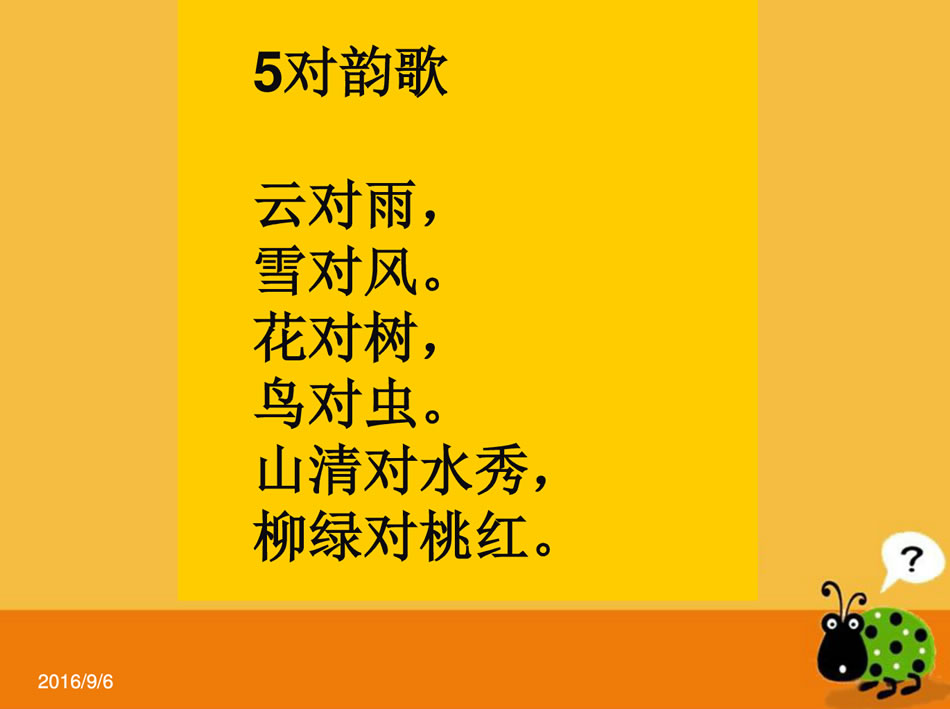 5对韵歌
云对雨，
雪对风。
花对树，
鸟对虫。
山清对水秀，
柳绿对桃红。
?
2016/9/6